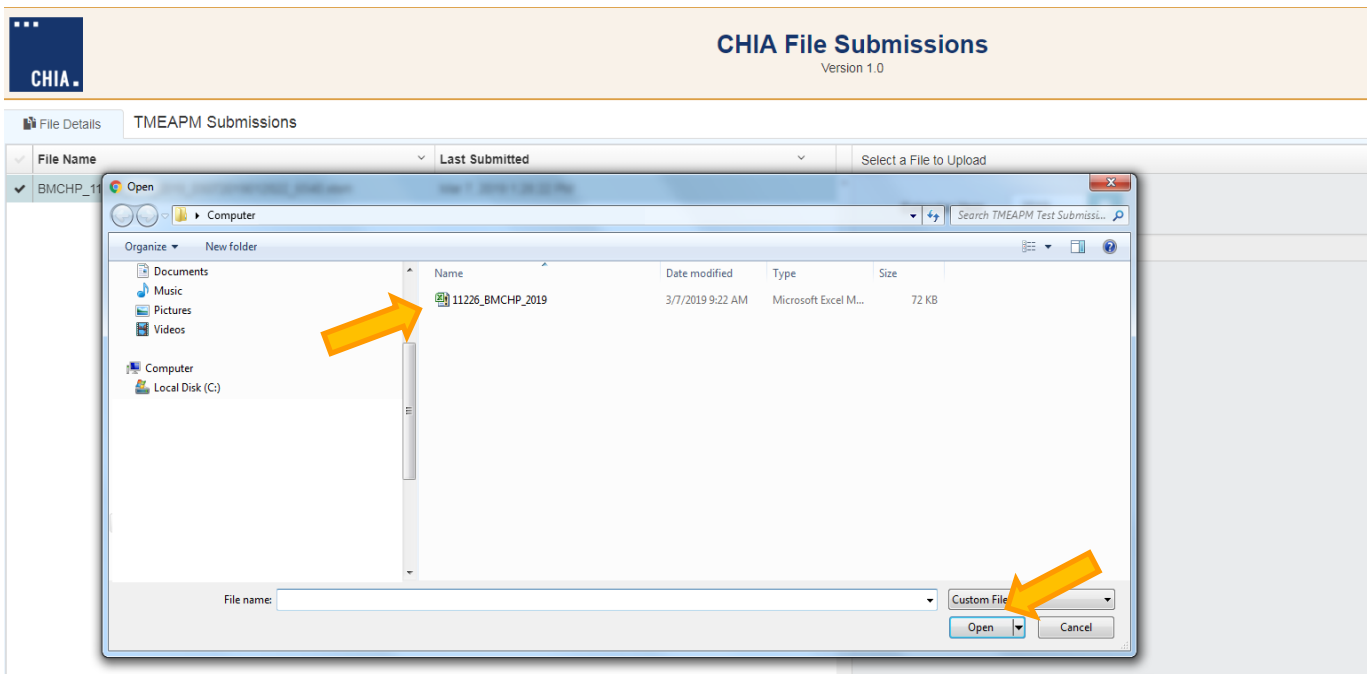 CHIA.
CHIA File Submissions
Version 1.0
File Details TMEAPM Submissions
File Name Last Submitted Select a File to Upload
BMCHP_11
Open
Computer Search TMEAPM Test Submissi...
Organize New folder
Documents Name Date modified Type Size
Music
11226_BMCHP_2019 3/7/2019 9:22 AM Microsoft Excel M... 72 KB
Pictures
Videos
Computer
Local Disk (C:)
File name: Custom File
Open Cancel